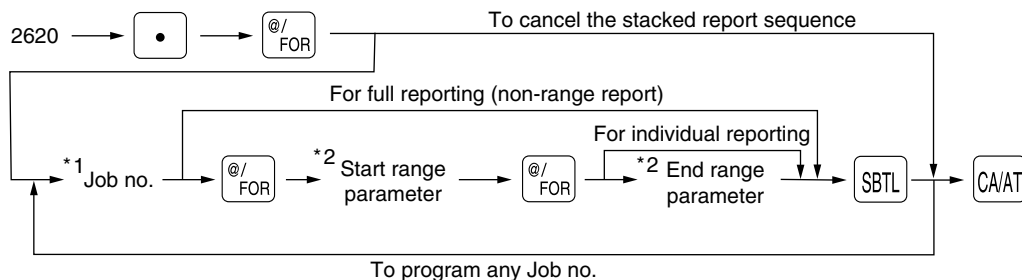 To cancel the stacked report sequence
2620
•
@/
FOR
For full reporting (non-range report)
For individual reporting
*1 Job no.
@/
FOR
*2 Start range
parameter
@/
FOR
*2 End range
parameter
SBTL
CA/AT
To program any Job no.